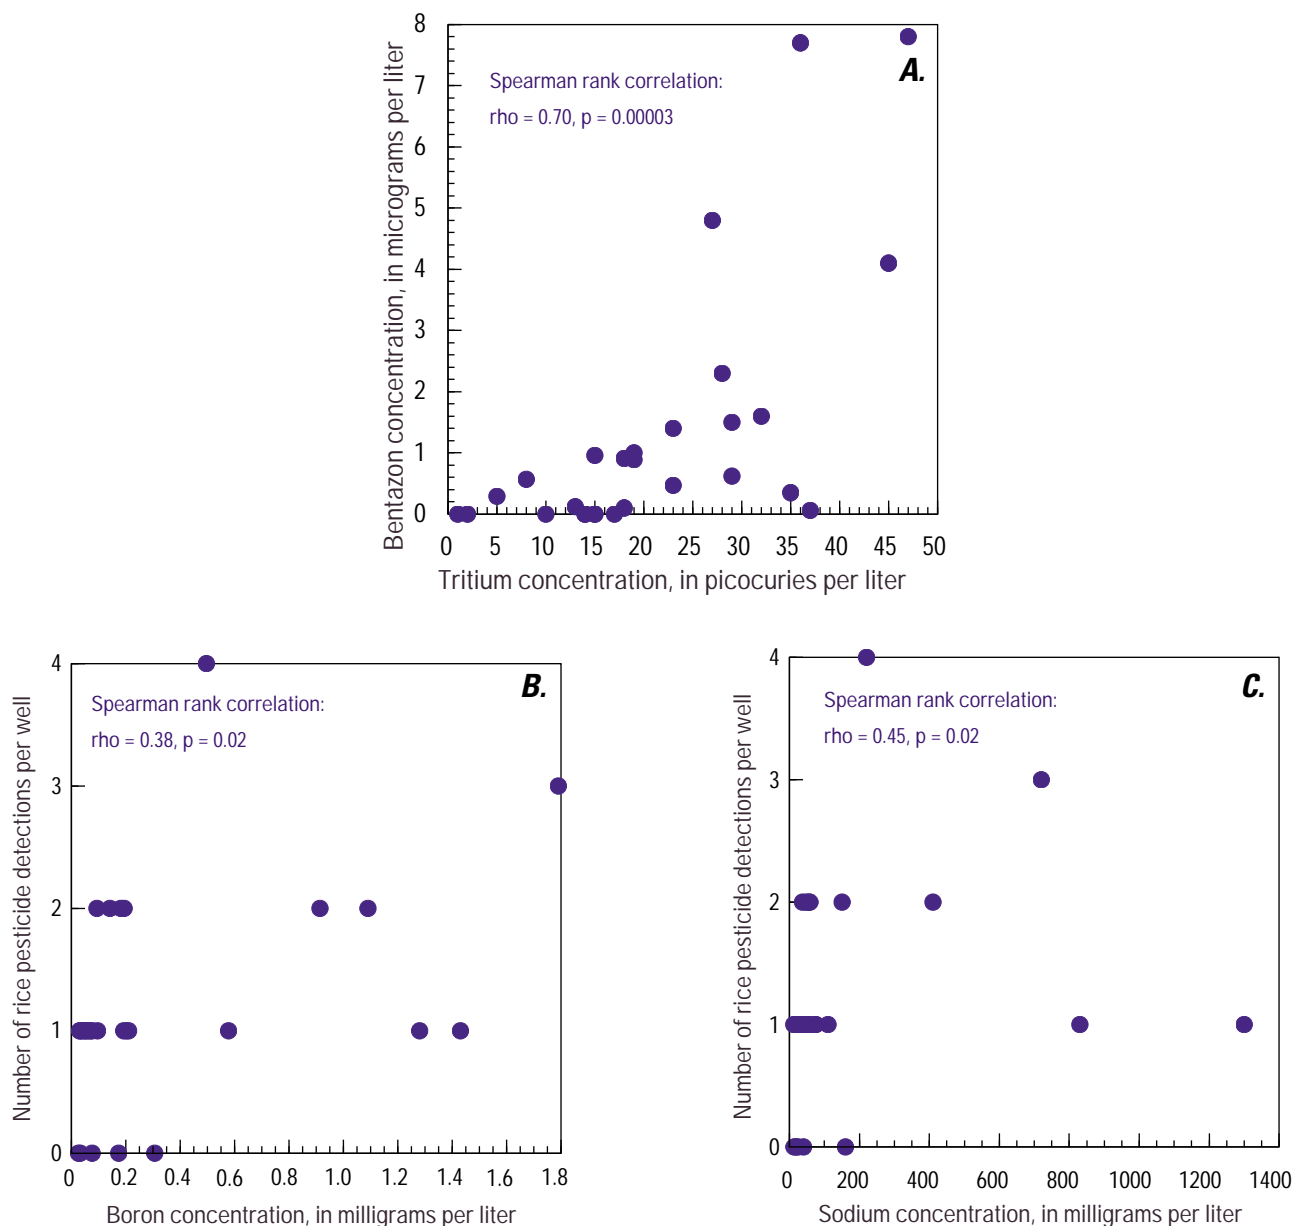 8
7
6
5
4
3
2
1
0
Bentazon concentration, in micrograms per liter
Spearman rank correlation:
rho = 0.70, p = 0.00003
A.
0 5 10 15 20 25 30 35 40 45 50
Tritium concentration, in picocuries per liter
4
3
2
1
0
Number of rice pesticide detections per well
Spearman rank correlation:
rho = 0.38, p = 0.02
B.
0 0.2 0.4 0.6 0.8 1.0 1.2 1.4 1.6 1.8
Boron concentration, in milligrams per liter
4
3
2
1
0
Number of rice pesticide detections per well
Spearman rank correlation:
rho = 0.45, p = 0.02
C.
0 200 400 600 800 1000 1200 1400
Sodium concentration, in milligrams per liter